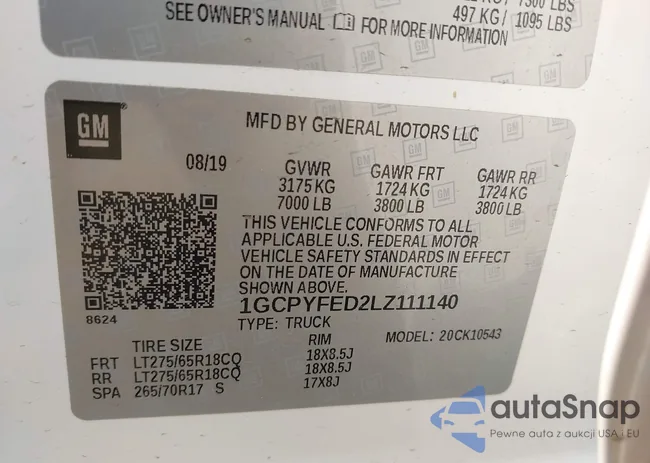 7300 LBS
497 KG / 1095 LBS
SEE OWNER'S MANUAL FOR MORE INFORMATION
GM
MFD BY GENERAL MOTORS LLC
08/19
GVWR GAWR FRT GAWR RR
3175 KG 1724 KG 1724 KG
7000 LB 3800 LB 3800 LB
THIS VEHICLE CONFORMS TO ALL
APPLICABLE U.S. FEDERAL MOTOR
VEHICLE SAFETY STANDARDS IN EFFECT
ON THE DATE OF MANUFACTURE
SHOWN ABOVE.
8624
1GCPYFED2LZ111140
TYPE: TRUCK MODEL: 20CK10543
TIRE SIZE RIM
FRT LT275/65R18CQ 18X8.5J
RR LT275/65R18CQ 18X8.5J
SPA 265/70R17 S 17X8J
autaSnap
Pewne auta z aukcji USA i EU